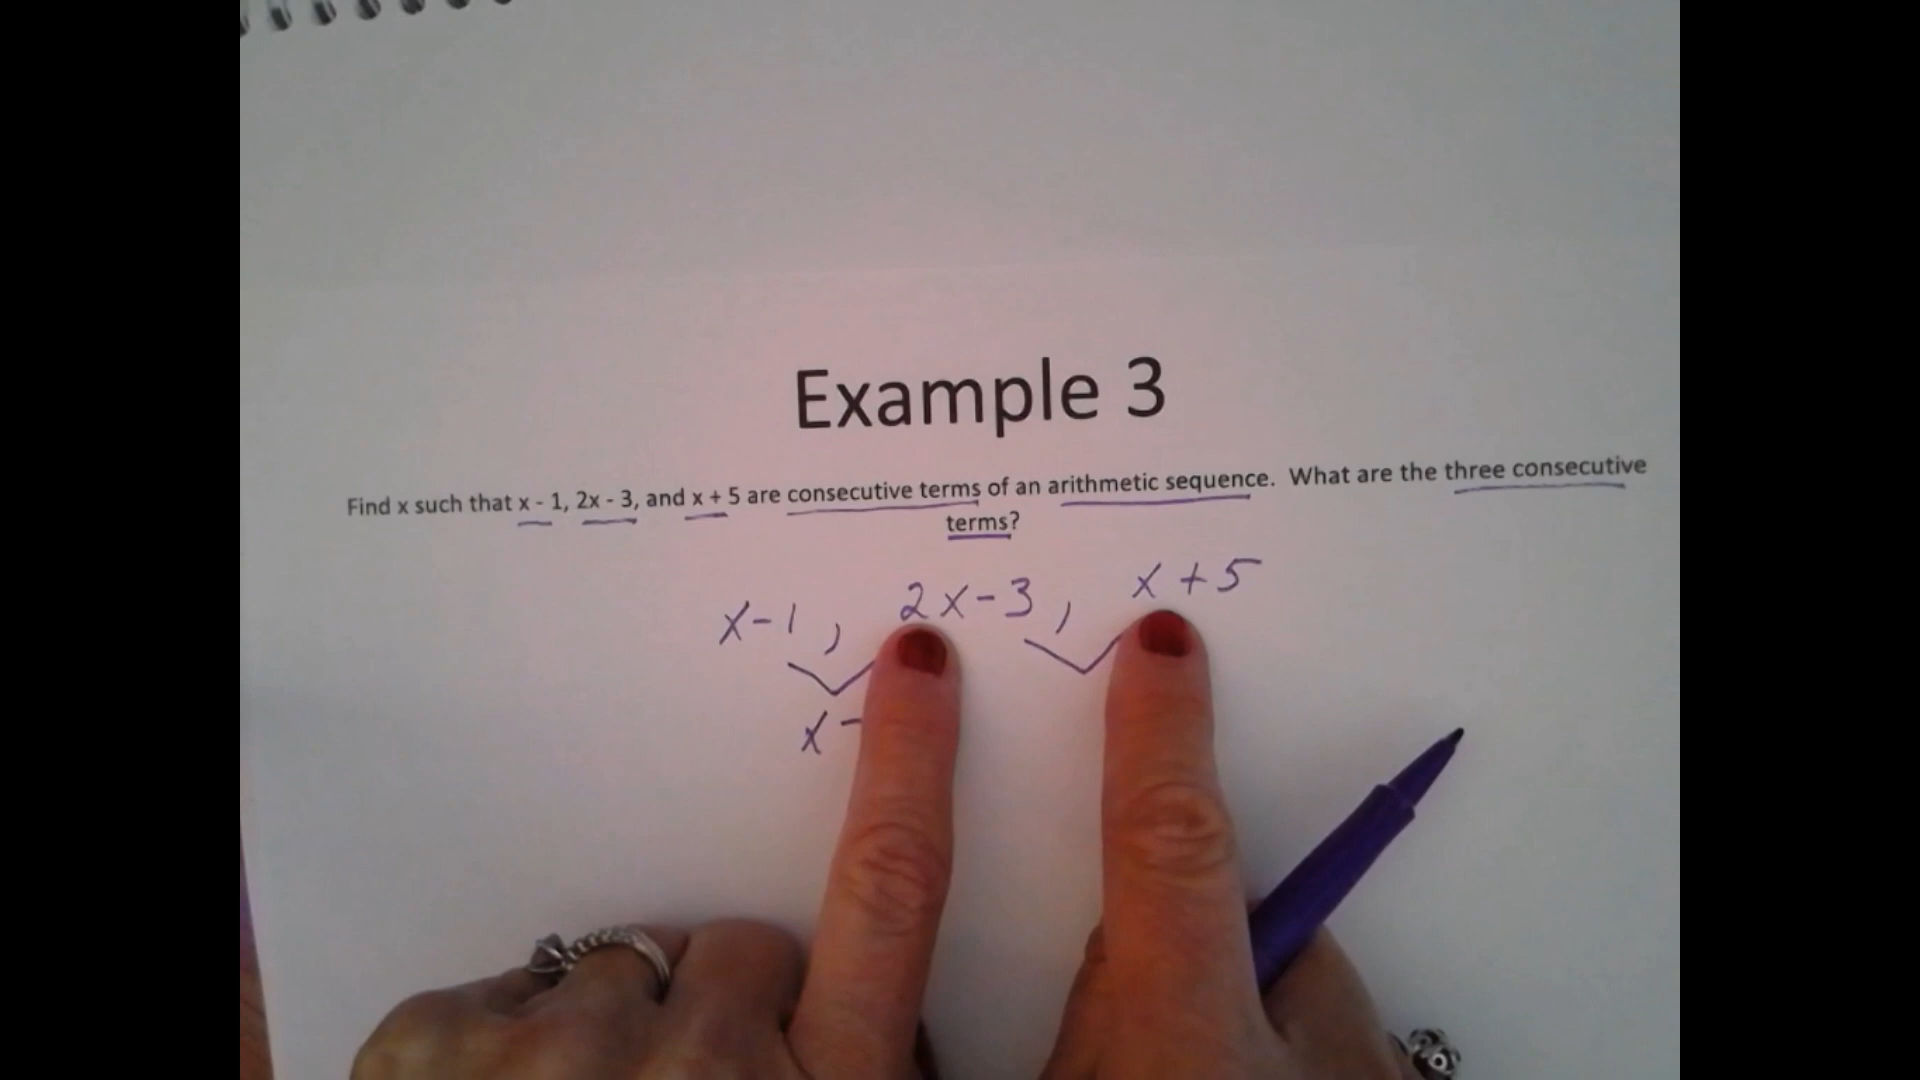 Example 3
Find x such that x - 1, 2x - 3, and x + 5 are consecutive terms of an arithmetic sequence. What are the three consecutive
terms?
x-1, 2x-3, x+5
x-